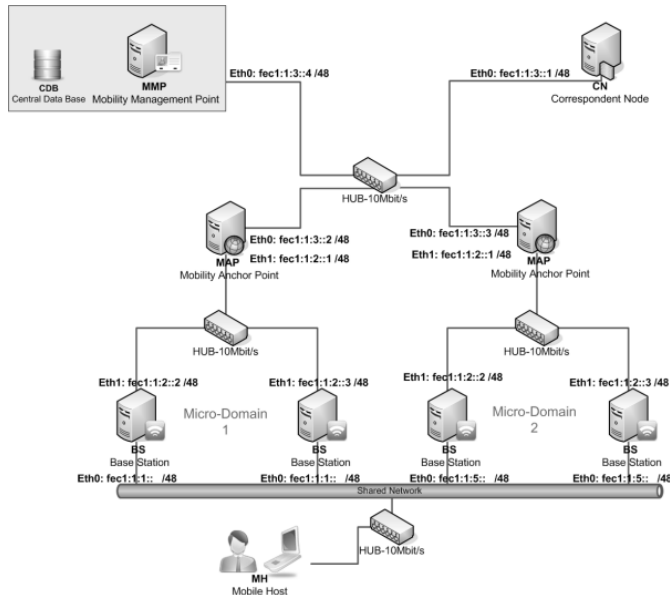 CDB
Central Data Base
MMP
Mobility Management Point
Eth0: fec1:1:3::4 /48
Eth0: fec1:1:3::1 /48
CN
Correspondent Node
HUB-10Mbit/s
MAP
Mobility Anchor Point
Eth0: fec1:1:3::2 /48
Eth1: fec1:1:2::1 /48
Eth0: fec1:1:3::3 /48
Eth1: fec1:1:2::1 /48
MAP
Mobility Anchor Point
HUB-10Mbit/s
HUB-10Mbit/s
Eth1: fec1:1:2::2 /48
Eth1: fec1:1:2::3 /48
Eth1: fec1:1:2::2 /48
Eth1: fec1:1:2::3 /48
Micro-Domain
1
Micro-Domain
2
BS
Base Station
BS
Base Station
BS
Base Station
BS
Base Station
Eth0: fec1:1:1:: /48
Eth0: fec1:1:1:: /48
Eth0: fec1:1:5:: /48
Eth0: fec1:1:5:: /48
Shared Network
HUB-10Mbit/s
MH
Mobile Host